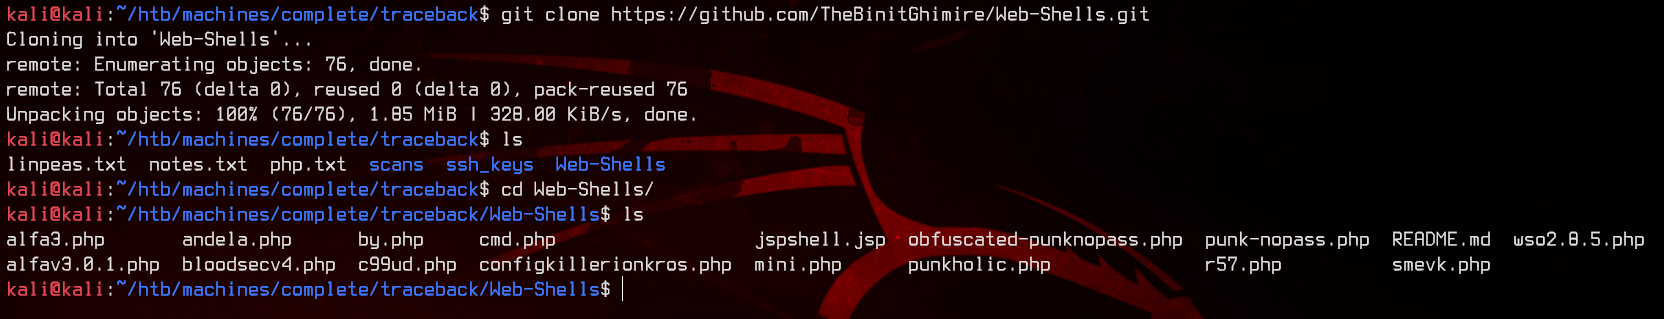 kali@kali:~/htb/machines/complete/traceback$ git clone https://github.com/TheBinitGhimire/Web-Shells.git
Cloning into 'Web-Shells'...
remote: Enumerating objects: 76, done.
remote: Total 76 (delta 0), reused 0 (delta 0), pack-reused 76
Unpacking objects: 100% (76/76), 1.85 MiB | 328.00 KiB/s, done.
kali@kali:~/htb/machines/complete/traceback$ ls
linpeas.txt  notes.txt  php.txt  scans  ssh_keys  Web-Shells
kali@kali:~/htb/machines/complete/traceback$ cd Web-Shells/
kali@kali:~/htb/machines/complete/traceback/Web-Shells$ ls
alfa3.php       andela.php      by.php     cmd.php                  jspshell.jsp  obfuscated-punknopass.php  punk-nopass.php  README.md  wso2.8.5.php
alfav3.0.1.php  bloodsecv4.php  c99ud.php  configkillerionkros.php  mini.php      punkholic.php              r57.php          smevk.php
kali@kali:~/htb/machines/complete/traceback/Web-Shells$